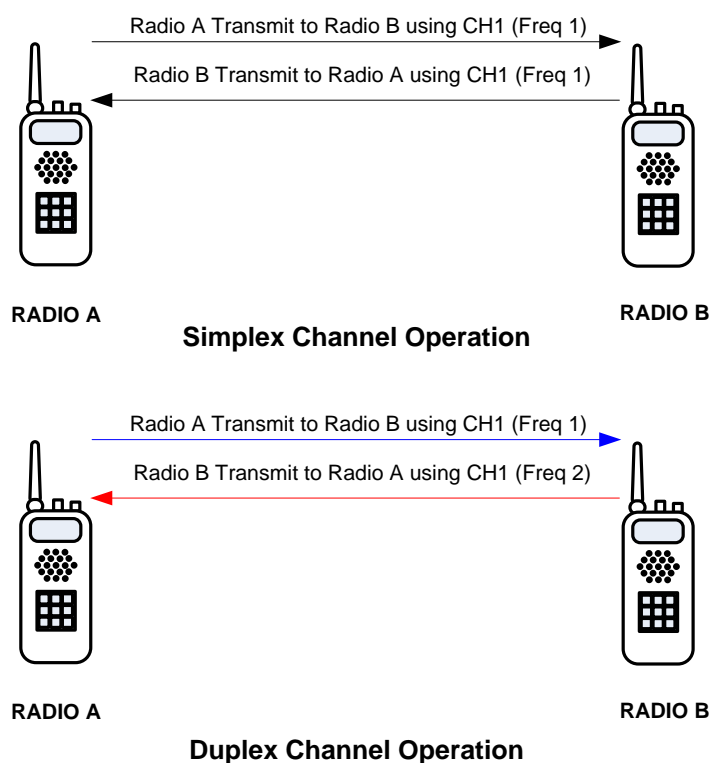 Radio A Transmit to Radio B using CH1 (Freq 1)
Radio B Transmit to Radio A using CH1 (Freq 1)
RADIO A
RADIO B
Simplex Channel Operation
Radio A Transmit to Radio B using CH1 (Freq 1)
Radio B Transmit to Radio A using CH1 (Freq 2)
RADIO A
RADIO B
Duplex Channel Operation